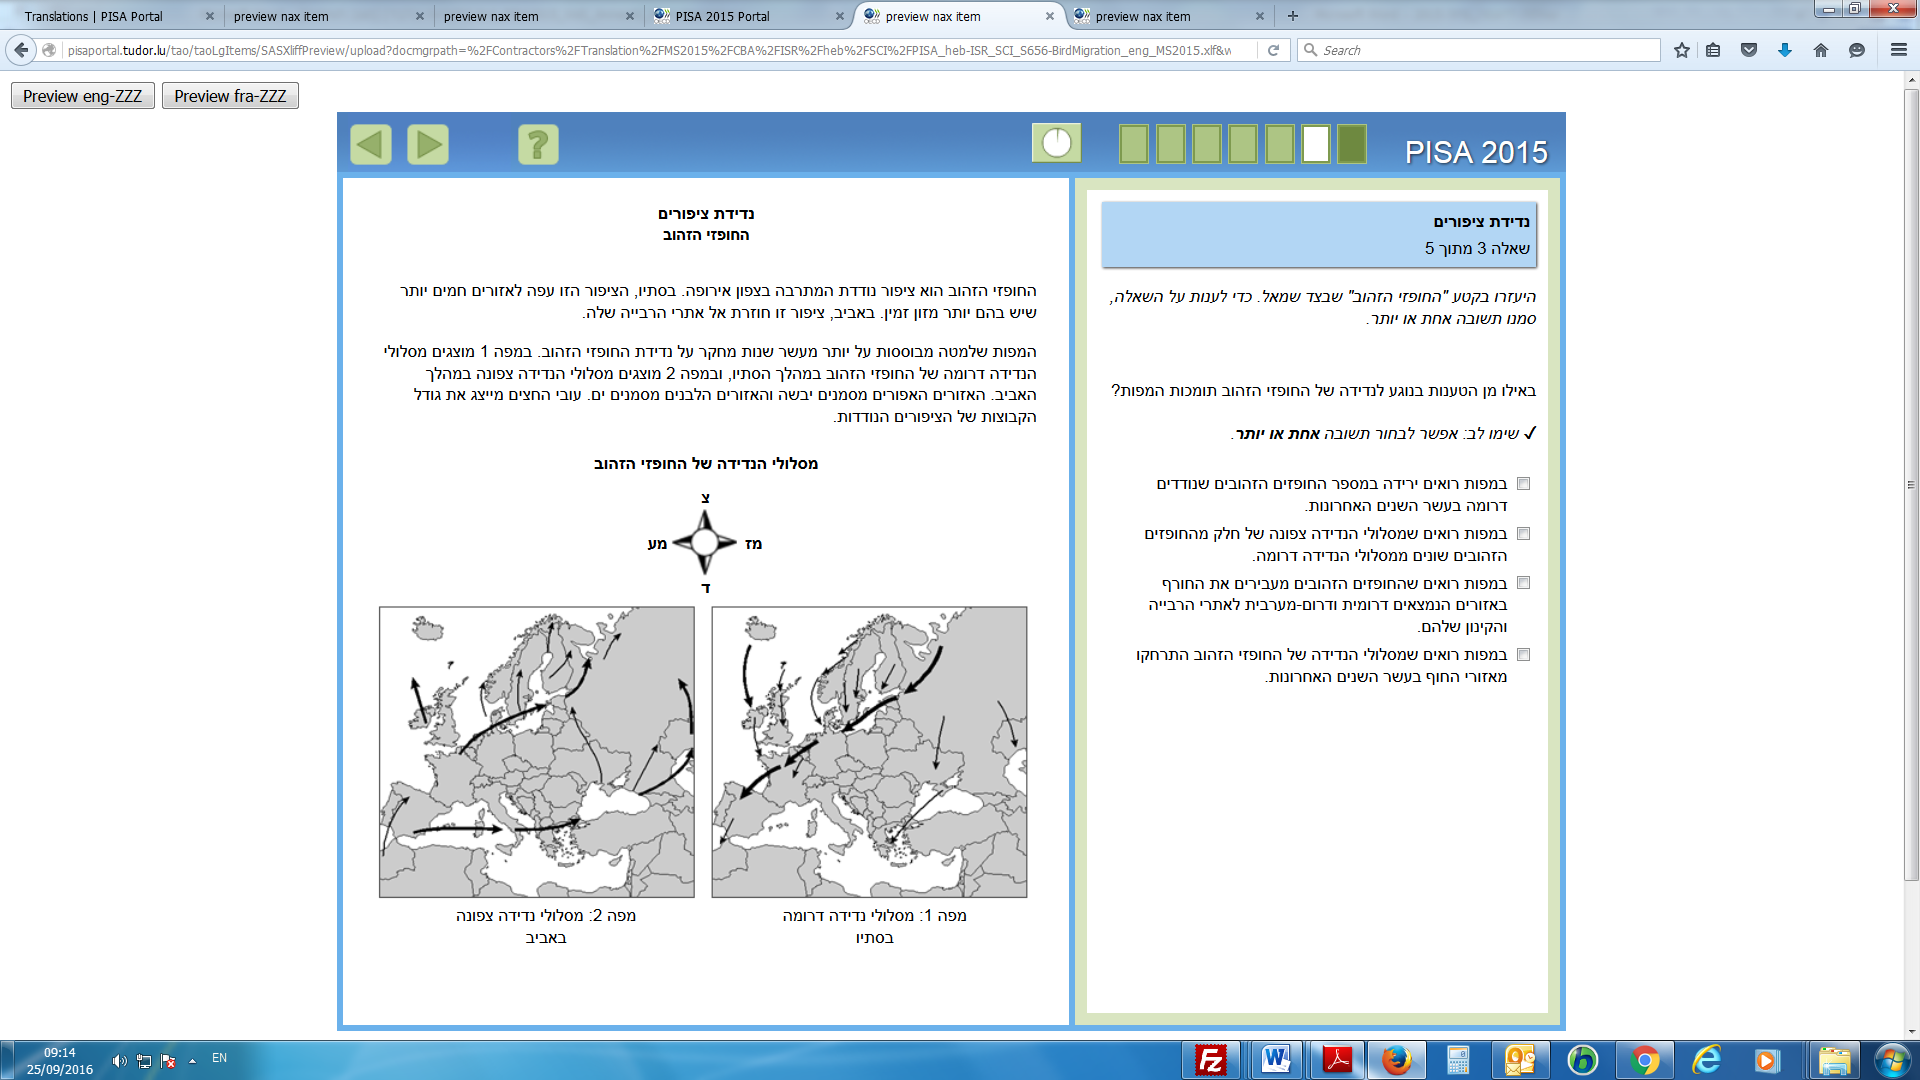 Translations | PISA Portal
preview nax item
preview nax item
PISA 2015 Portal
preview nax item
preview nax item
pisaportal.tudor.lu/tao/taoLgItems/SASXliffPreview/upload?docmgrpath=%2FContractors%2FTranslation%2FMS2015%2FCBA%2FISR%2Fheb%2FSCI%2FPISA_heb-ISR_SCI_S656-BirdMigration_eng_MS2015.xlf&w
Search
Preview eng-ZZZ
Preview fra-ZZZ
PISA 2015
נדידת ציפורים
שאלה 3 מתוך 5
היעזרו בקטע "החופזי הזהוב" שבצד שמאל. כדי לענות על השאלה,
סמנו תשובה אחת או יותר.
באילו מן הטענות בנוגע לנדידה של החופזי הזהוב תומכות המפות?
✓ שימו לב: אפשר לבחור תשובה אחת או יותר.
במפות רואים ירידה במספר החופזים הזהובים שנודדים
דרומה בעשר השנים האחרונות.
במפות רואים שמסלולי הנדידה צפונה של חלק מהחופזים
הזהובים שונים ממסלולי הנדידה דרומה.
במפות רואים שהחופזים הזהובים מעבירים את החורף
באזורים הנמצאים דרומית ודרום-מערבית לאתרי הרבייה
והקינון שלהם.
במפות רואים שמסלולי הנדידה של החופזי הזהוב התרחקו
מאזורי החוף בעשר השנים האחרונות.
נדידת ציפורים
החופזי הזהוב
החופזי הזהוב הוא ציפור נודדת המתרבה בצפון אירופה. בסתיו, הציפור הזו עפה לאזורים חמים יותר
שיש בהם יותר מזון זמין. באביב, ציפור זו חוזרת אל אתרי הרבייה שלה.
המפות שלמטה מבוססות על יותר מעשר שנות מחקר על נדידת החופזי הזהוב. במפה 1 מוצגים מסלולי
הנדידה דרומה של החופזי הזהוב במהלך הסתיו, ובמפה 2 מוצגים מסלולי הנדידה צפונה במהלך
האביב. האזורים האפורים מסמנים יבשה והאזורים הלבנים מסמנים ים. עובי החצים מייצג את גודל
הקבוצות של הציפורים הנודדות.
מסלולי הנדידה של החופזי הזהוב
צ
מז
מע
ד
מפה 1: מסלולי נדידה דרומה
בסתיו
מפה 2: מסלולי נדידה צפונה
באביב
09:14
25/09/2016
EN